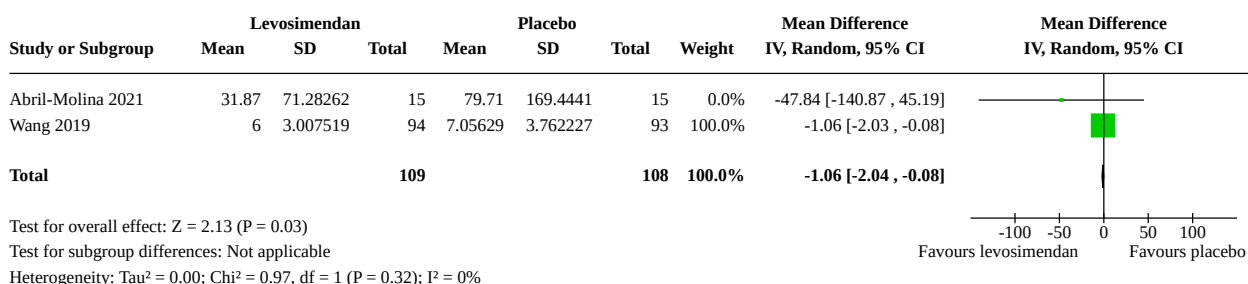 Levosimendan Placebo Mean Difference Mean Difference
Study or Subgroup Mean SD Total Mean SD Total Weight IV, Random, 95% CI IV, Random, 95% CI
Abril-Molina 2021 31.87 71.28262 15 79.71 169.4441 15 0.0% -47.84 [-140.87 , 45.19]
Wang 2019 6 3.007519 94 7.05629 3.762227 93 100.0% -1.06 [-2.03 , -0.08]
Total 109 108 100.0% -1.06 [-2.04 , -0.08]
Test for overall effect: Z = 2.13 (P = 0.03)
-100 -50 0 50 100
Test for subgroup differences: Not applicable
Favours levosimendan Favours placebo
Heterogeneity: Tau² = 0.00; Chi² = 0.97, df = 1 (P = 0.32); I² = 0%